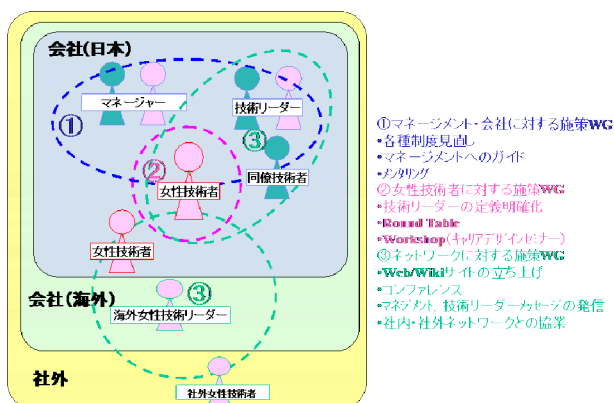 会社(日本)
マネージャー
技術リーダー
①
③
②
女性技術者
同僚技術者
女性技術者
会社(海外)
③
海外女性技術リーダー
社外
社外女性技術者
①マネージメント・会社に対する施策WG
•各種制度見直し
•マネージメントへのガイド
•メンタリング
②女性技術者に対する施策WG
•技術リーダーの定義明確化
•Round Table
•Workshop(キャリアデザインセミナー)
③ネットワークに対する施策WG
•Web/Wikiサイトの立ち上げ
•コンファレンス
•マネジメント、技術リーダーメッセージの発信
•社内・社外ネットワークとの協業